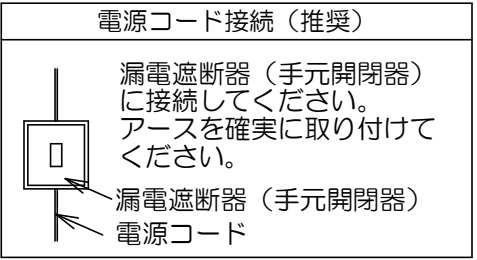 電源コード接続（推奨）
漏電遮断器（手元開閉器）
に接続してください。
アースを確実に取り付けて
ください。
漏電遮断器（手元開閉器）
電源コード